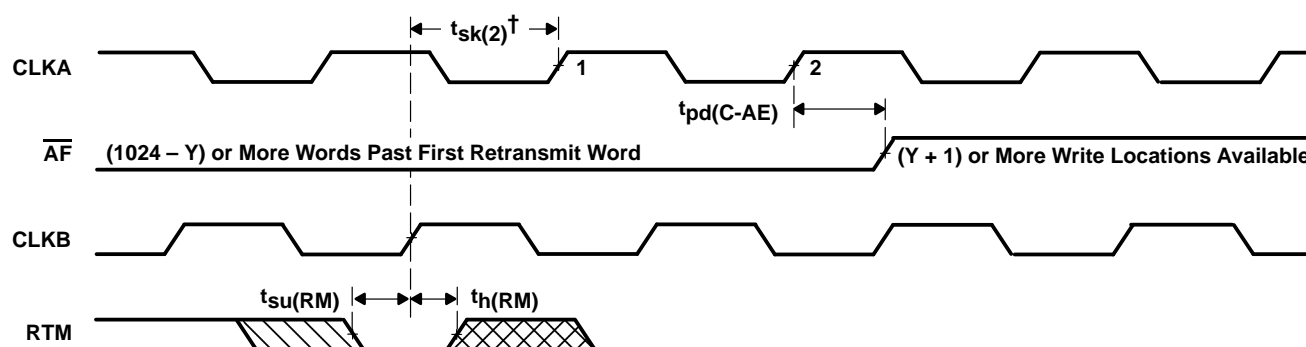 tsk(2)†
CLKA
1
2
tpd(C-AE)
AF
(1024 – Y) or More Words Past First Retransmit Word
(Y + 1) or More Write Locations Available
CLKB
tsu(RM)
th(RM)
RTM